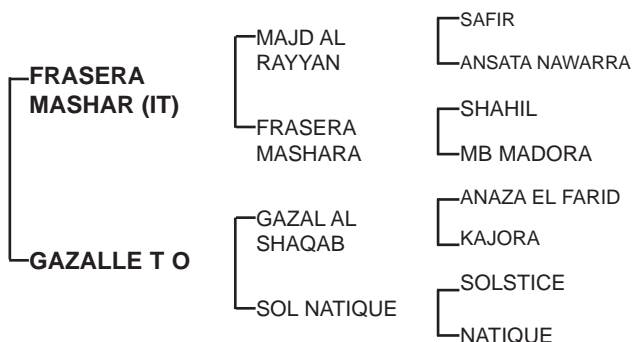 FRASERA
MASHAR (IT)
MAJD AL
RAYYAN
SAFIR
ANSATA NAWARRA
FRASERA
MASHARA
SHAHIL
MB MADORA
GAZALLE T O
GAZAL AL
SHAQAB
ANAZA EL FARID
KAJORA
SOL NATIQUE
SOLSTICE
NATIQUE